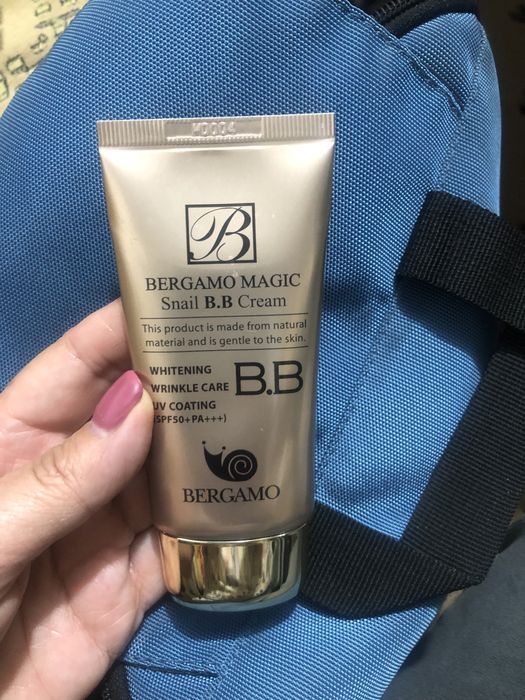 H0004
B
BERGAMO MAGIC
Snail B.B Cream
This product is made from natural
material and is gentle to the skin.
WHITENING
WRINKLE CARE B.B
UV COATING
(SPF50+PA+++)
BERGAMO